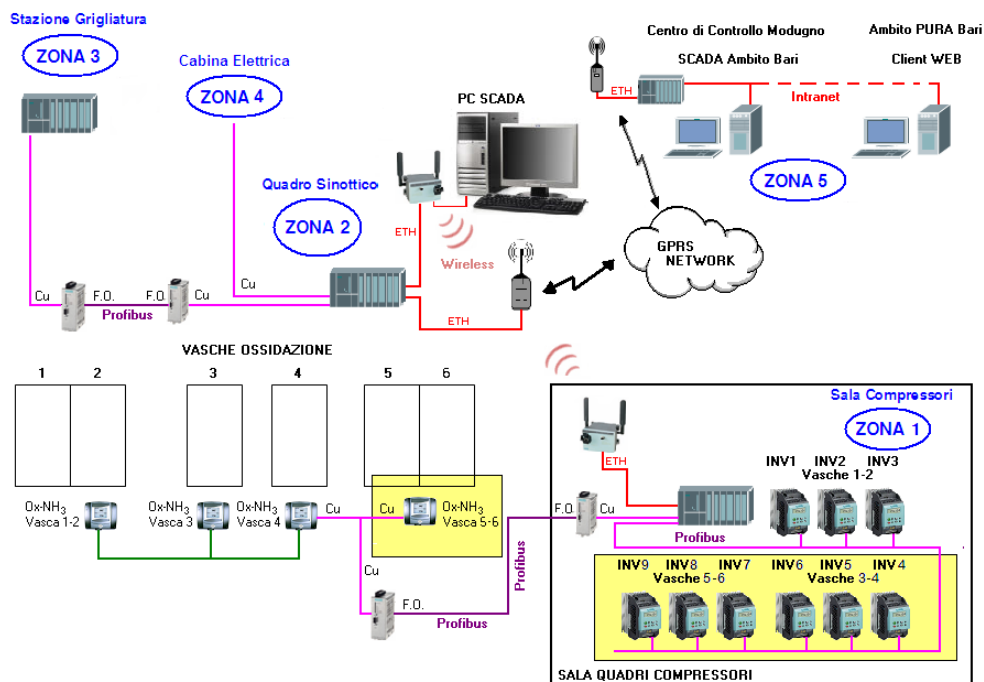 Stazione Grigliatura
ZONA 3
Cabina Elettrica
ZONA 4
Quadro Sinottico
ZONA 2
PC SCADA
Centro di Controllo Modugno
SCADA Ambito Bari
Ambito PURA Bari
Client WEB
ETH
Intranet
ZONA 5
ETH
Wireless
GPRS
NETWORK
Cu
F.O.
F.O.
Cu
Cu
Profibus
ETH
VASCHE OSSIDAZIONE
1
2
3
4
5
6
Ox-NH3
Vasca 1-2
Ox-NH3
Vasca 3
Ox-NH3
Vasca 4
Cu
Cu
Ox-NH3
Vasca 5-6
Cu
F.O.
Profibus
Profibus
Sala Compressori
ZONA 1
ETH
F.O.
Cu
Profibus
INV1
INV2
INV3
Vasche 1-2
INV9
INV8
INV7
Vasche 5-6
INV6
INV5
INV4
Vasche 3-4
SALA QUADRI COMPRESSORI